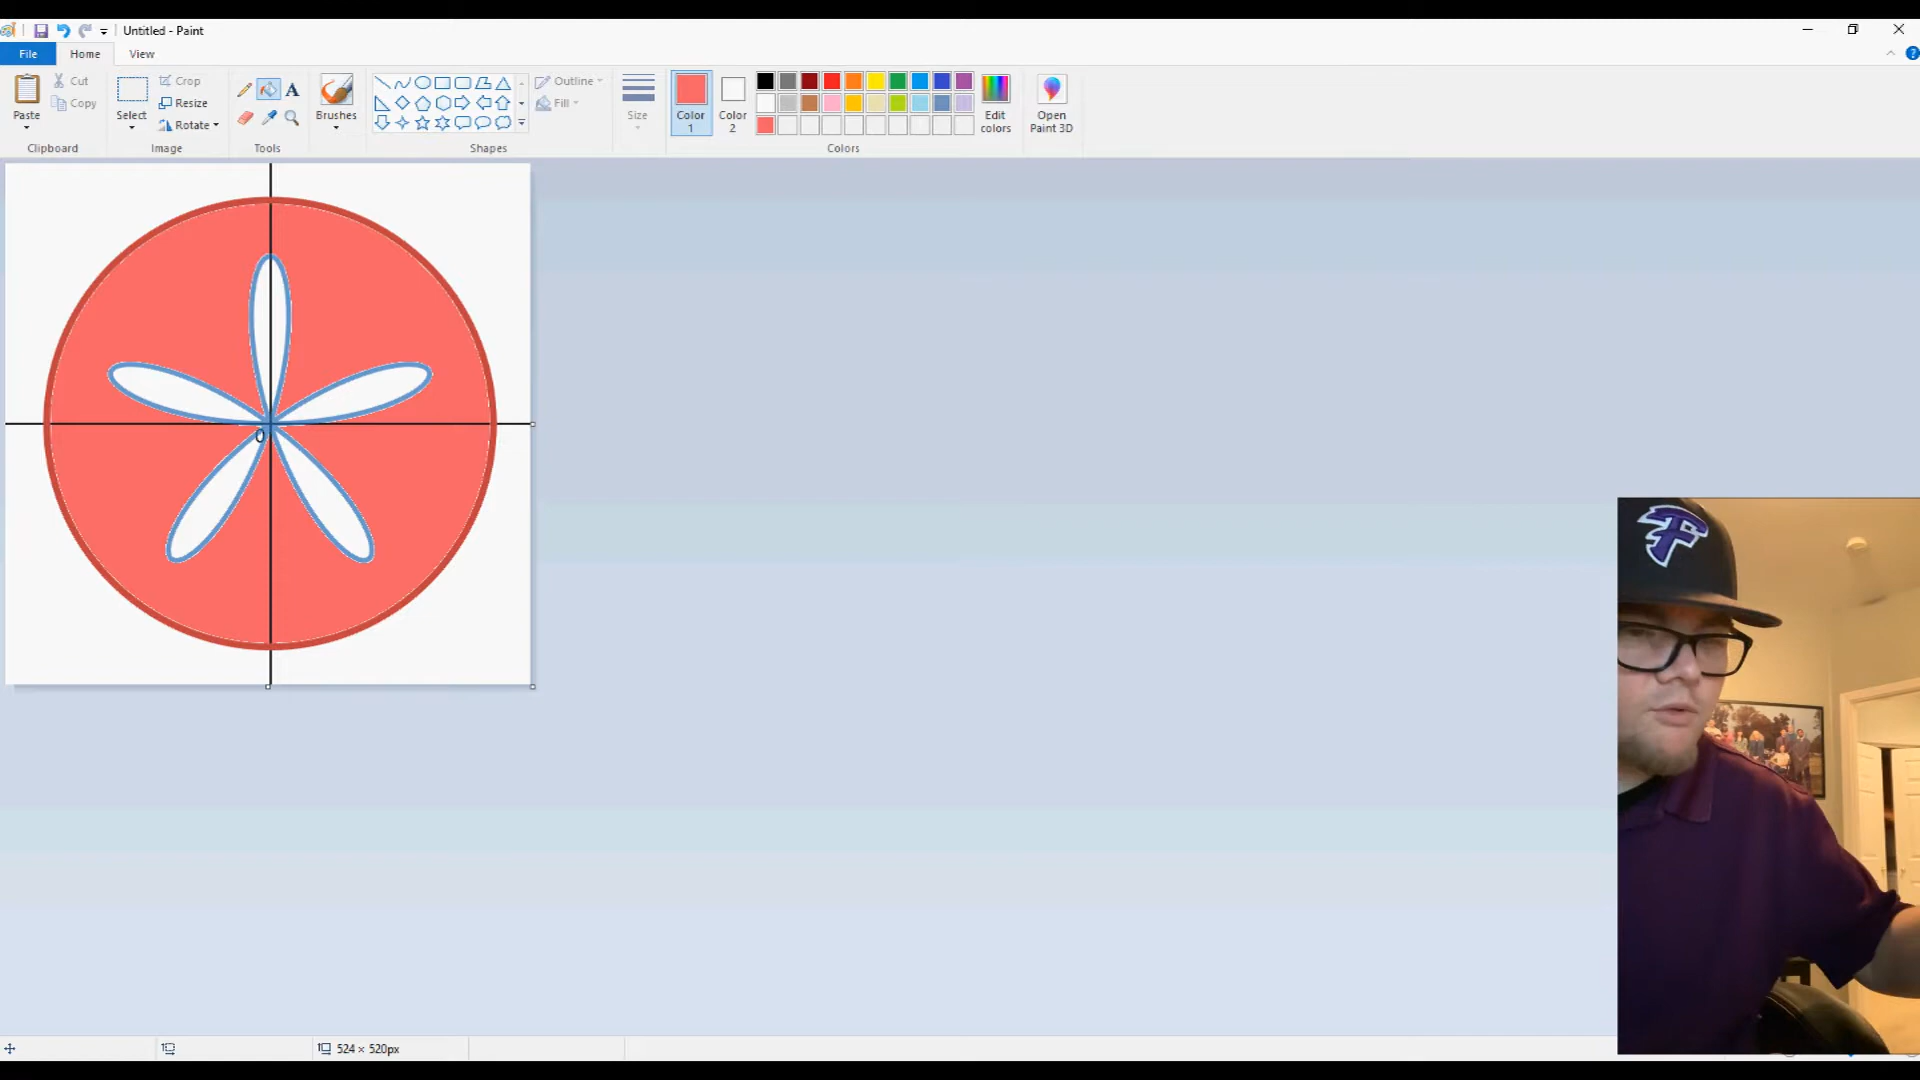 Untitled - Paint
File Home View
Paste
Cut
Copy
Clipboard
Select
Crop
Resize
Rotate
Image
A
Tools
Brushes
Shapes
Outline
Fill
Size
Color 1
Color 2
Colors
Edit colors
Open Paint 3D
?
0
F
524 × 520px